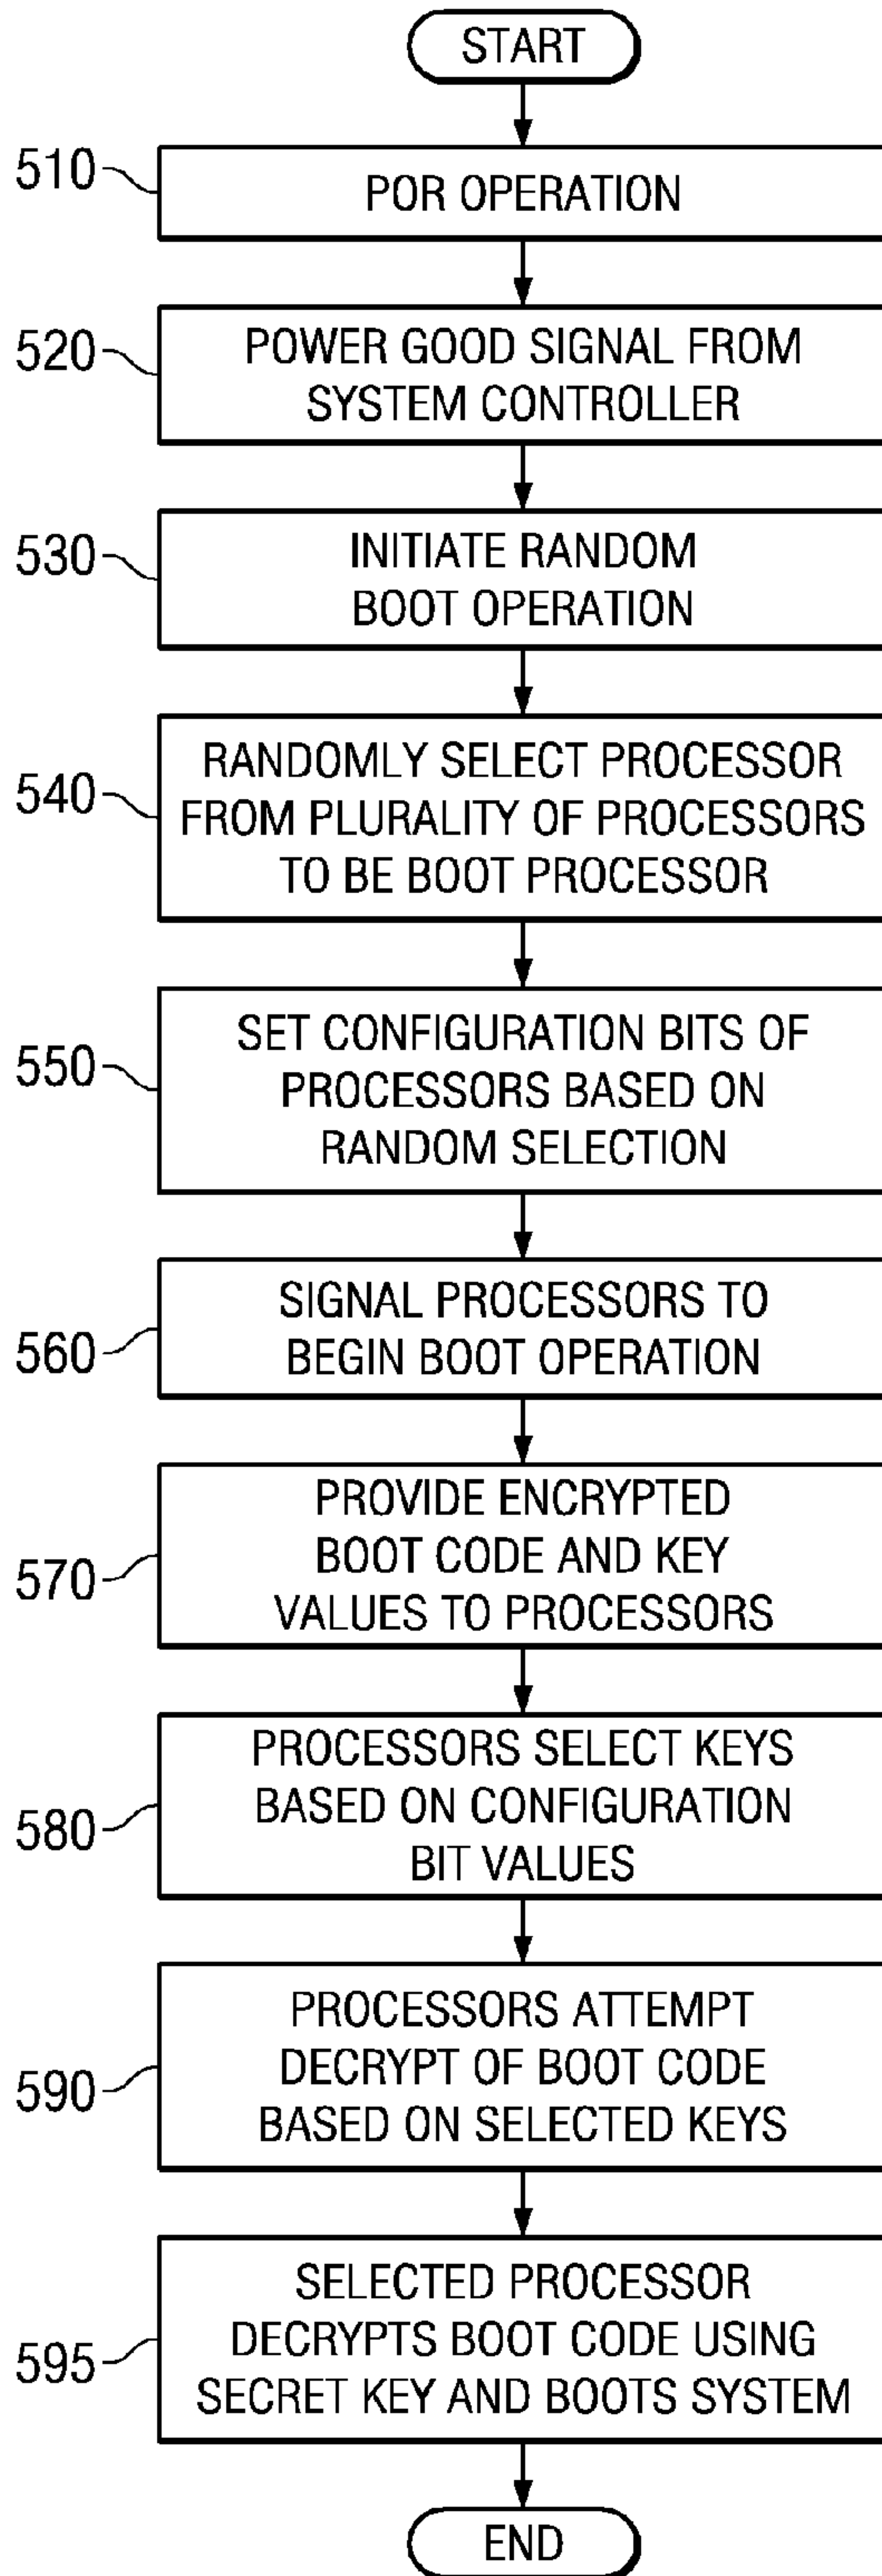 START
510
POR OPERATION
520
POWER GOOD SIGNAL FROM
SYSTEM CONTROLLER
530
INITIATE RANDOM
BOOT OPERATION
540
RANDOMLY SELECT PROCESSOR
FROM PLURALITY OF PROCESSORS
TO BE BOOT PROCESSOR
550
SET CONFIGURATION BITS OF
PROCESSORS BASED ON
RANDOM SELECTION
560
SIGNAL PROCESSORS TO
BEGIN BOOT OPERATION
570
PROVIDE ENCRYPTED
BOOT CODE AND KEY
VALUES TO PROCESSORS
580
PROCESSORS SELECT KEYS
BASED ON CONFIGURATION
BIT VALUES
590
PROCESSORS ATTEMPT
DECRYPT OF BOOT CODE
BASED ON SELECTED KEYS
595
SELECTED PROCESSOR
DECRYPTS BOOT CODE USING
SECRET KEY AND BOOTS SYSTEM
END